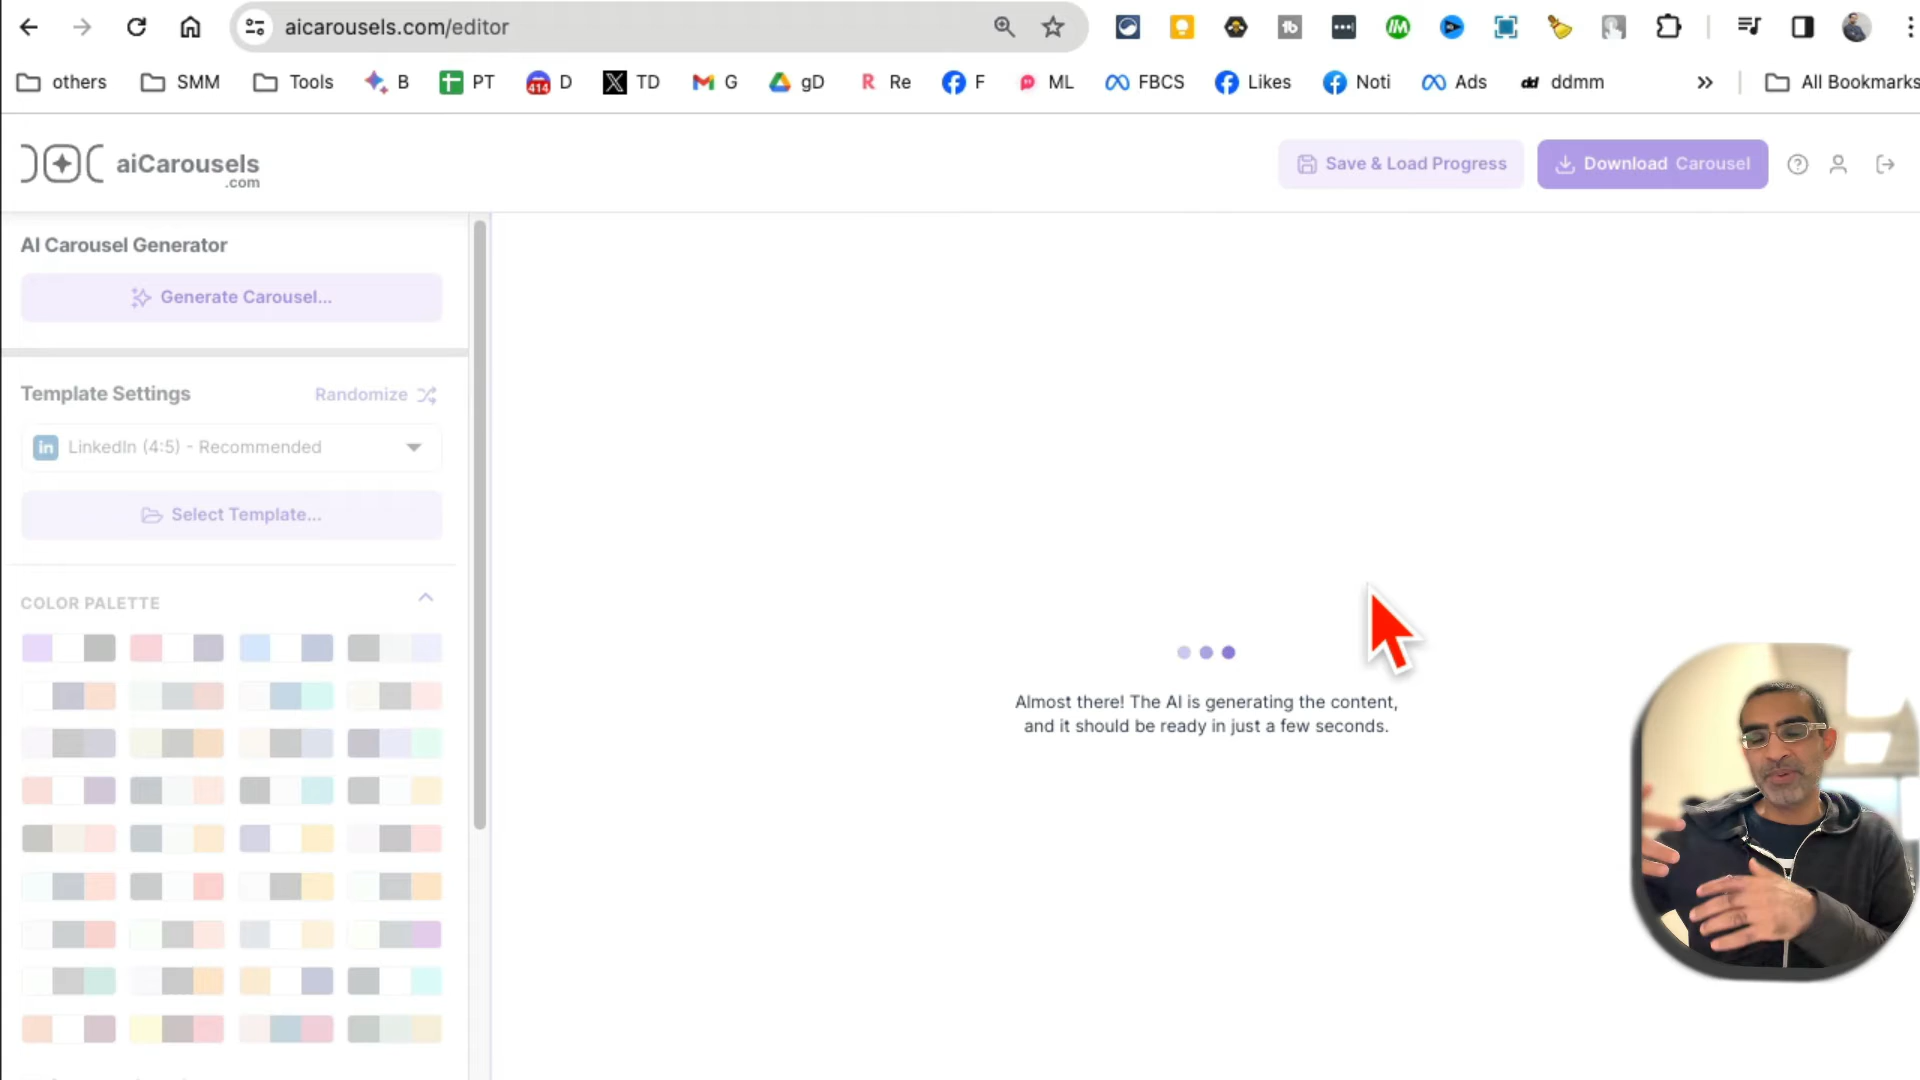 aicarousels.com/editor
others
SMM
Tools
B
PT
414
D
TD
G
gD
R
Re
F
ML
FBCS
Likes
Noti
Ads
dd
ddmm
All Bookmarks
aiCarousels
.com
Save & Load Progress
Download Carousel
AI Carousel Generator
Generate Carousel...
Template Settings
Randomize
in
LinkedIn (4:5) - Recommended
Select Template...
COLOR PALETTE
Almost there! The AI is generating the content,
and it should be ready in just a few seconds.